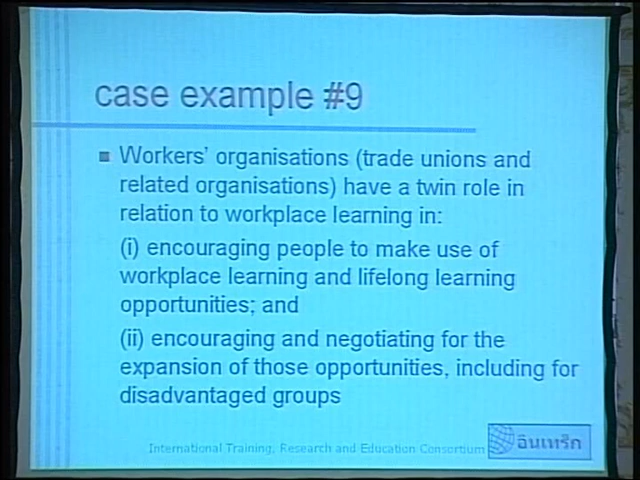 case example #9
Workers' organisations (trade unions and
related organisations) have a twin role in
relation to workplace learning in:
(i) encouraging people to make use of
workplace learning and lifelong learning
opportunities; and
(ii) encouraging and negotiating for the
expansion of those opportunities, including for
disadvantaged groups
International Training, Research and Education Consortium
อินเทร็ค